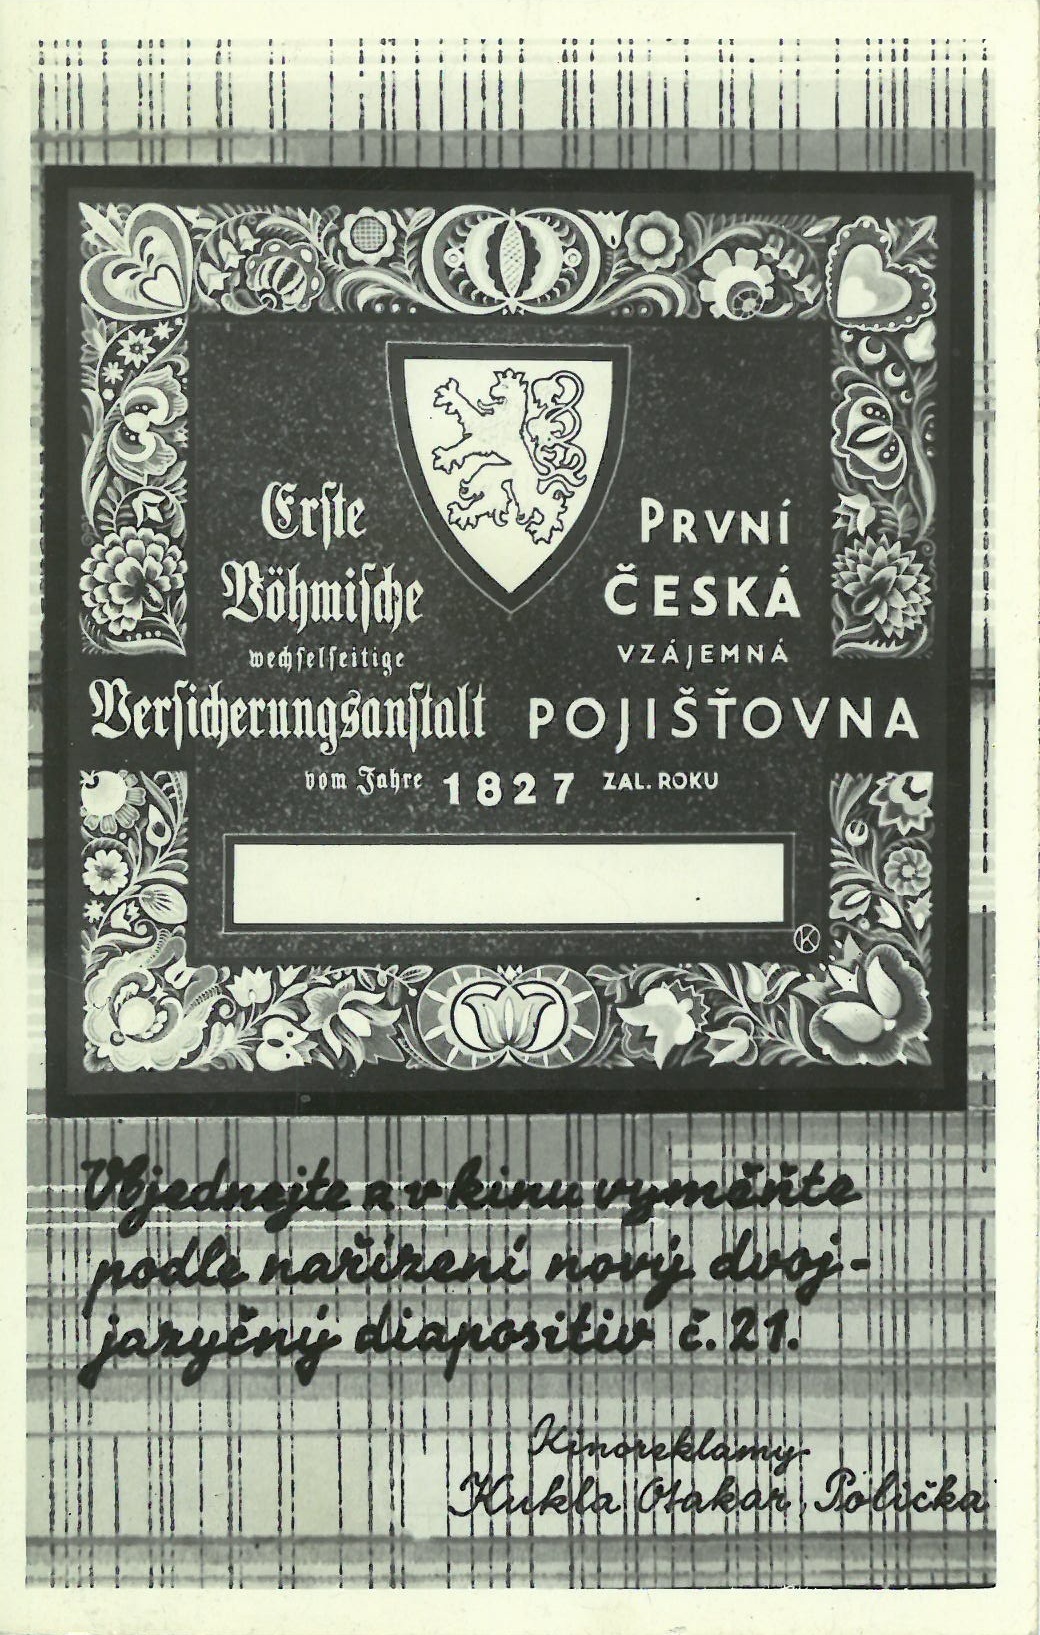 Erste
Böhmische
wechselseitige
Versicherungsanstalt
vom Jahre
PRVNÍ
ČESKÁ
VZÁJEMNÁ
POJIŠŤOVNA
1827 ZAL. ROKU
K
Objednejte a v kinu vyměňte
podle nařízení nový dvoj-
jazyčný diapositiv č. 21.
Kinoreklamy
Kukla Otakar, Polička